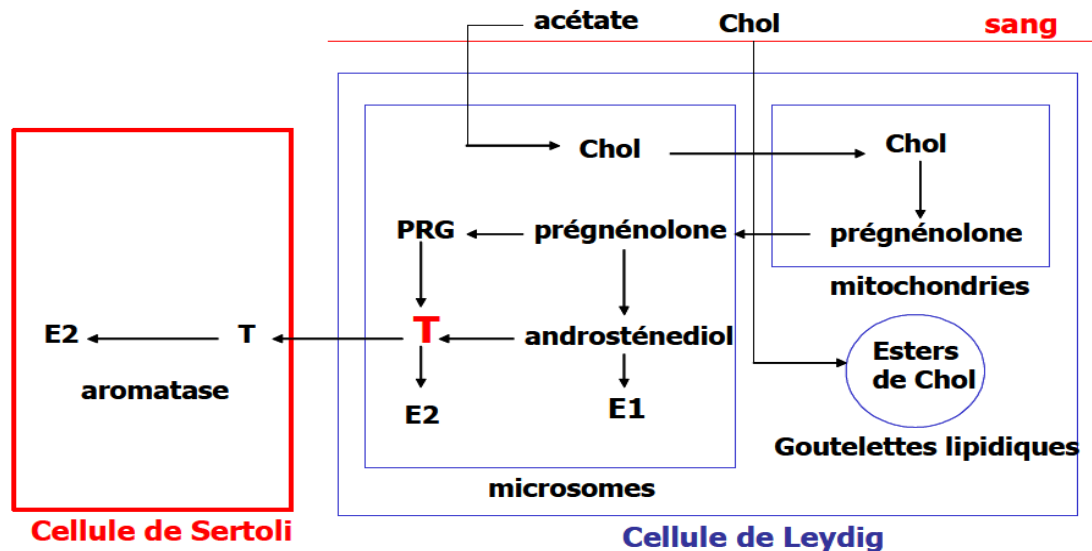 acétate Chol sang
Chol Chol
PRG prégnénolone prégnénolone
mitochondries
E2 T T androsténediol
aromatase
Esters
de Chol
E2 E1
Goutelettes lipidiques
microsomes
Cellule de Sertoli Cellule de Leydig